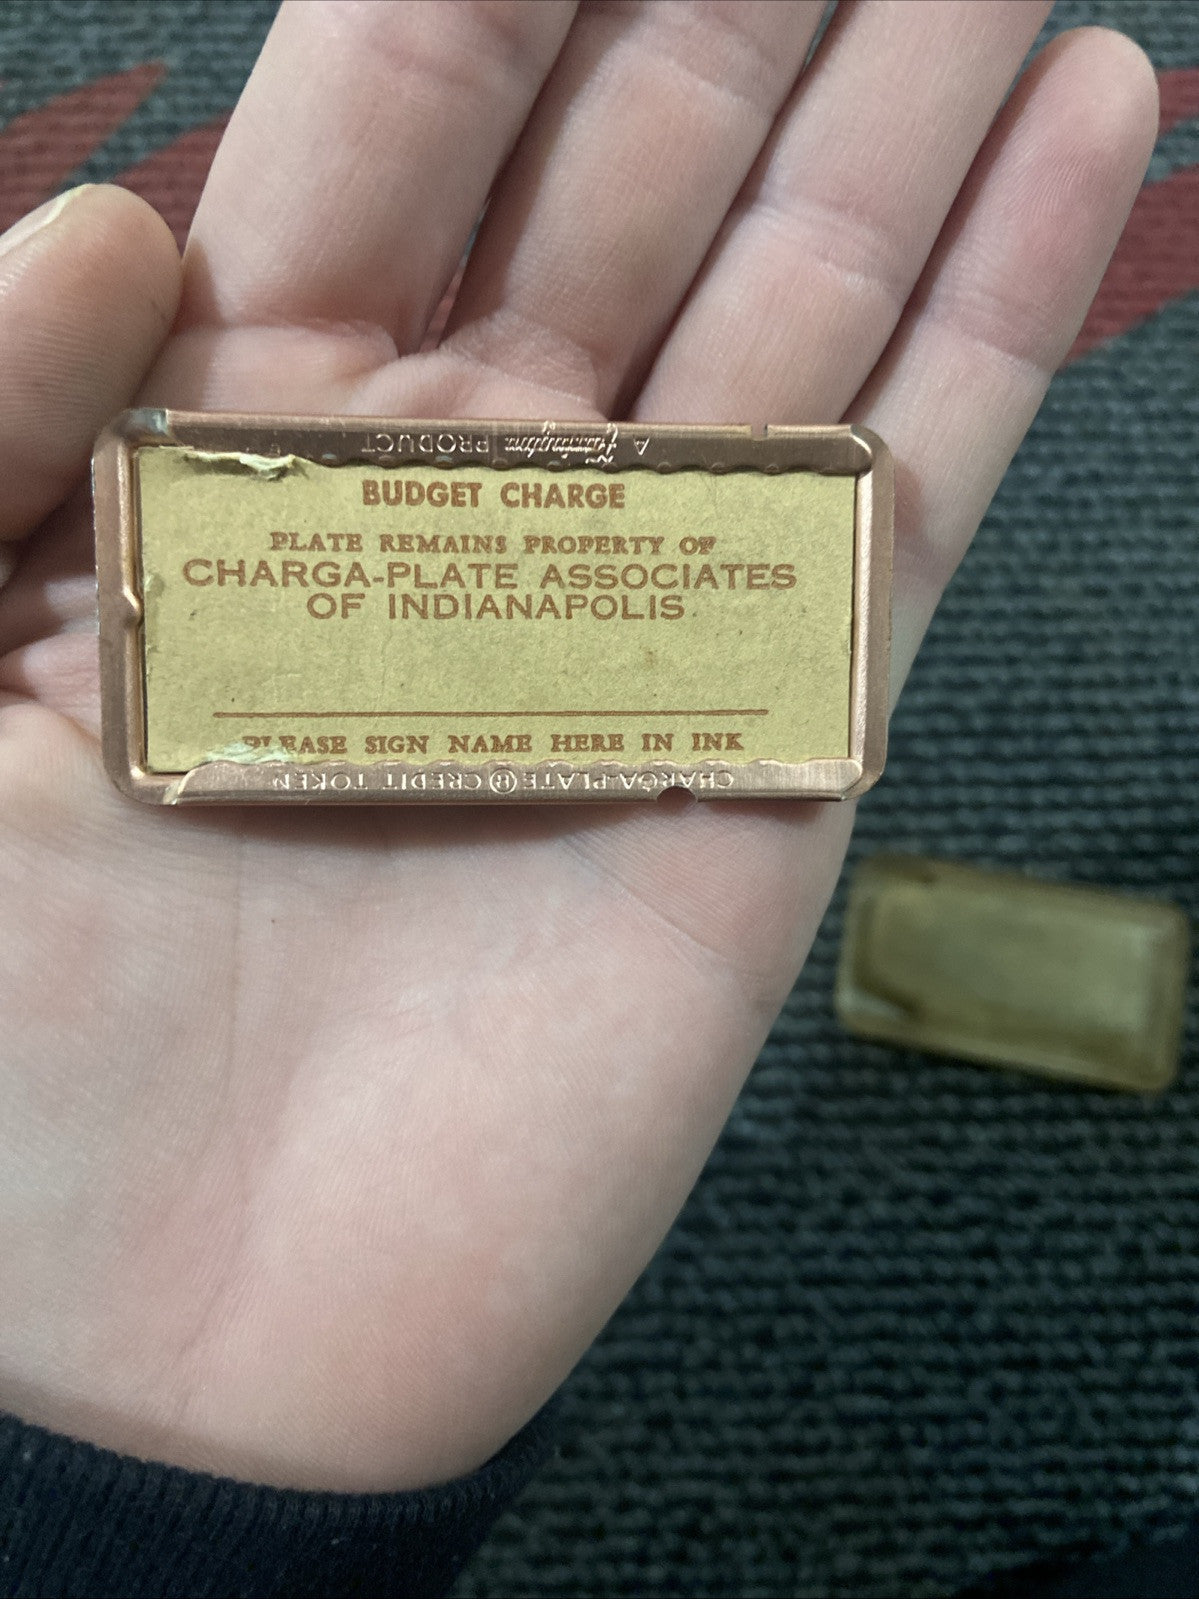 A Farrington PRODUCT
BUDGET CHARGE
PLATE REMAINS PROPERTY OF
CHARGA-PLATE ASSOCIATES
OF INDIANAPOLIS
PLEASE SIGN NAME HERE IN INK
CHARGA-PLATE® CREDIT TOKEN